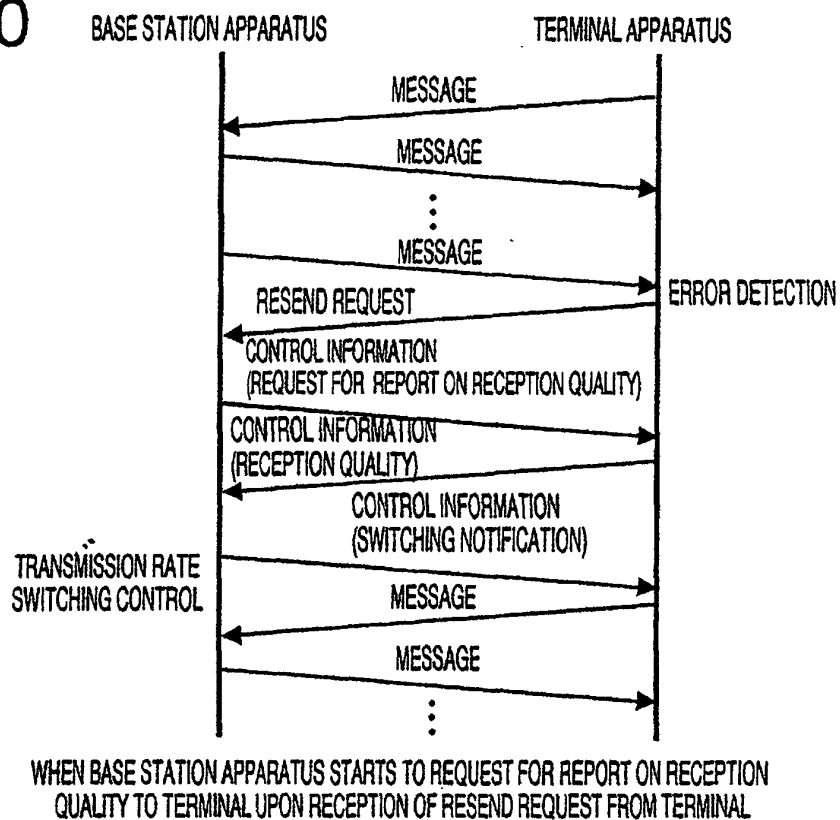 0
BASE STATION APPARATUS
TERMINAL APPARATUS
MESSAGE
MESSAGE
MESSAGE
ERROR DETECTION
RESEND REQUEST
CONTROL INFORMATION
(REQUEST FOR REPORT ON RECEPTION QUALITY)
CONTROL INFORMATION
(RECEPTION QUALITY)
CONTROL INFORMATION
(SWITCHING NOTIFICATION)
TRANSMISSION RATE
SWITCHING CONTROL
MESSAGE
MESSAGE
WHEN BASE STATION APPARATUS STARTS TO REQUEST FOR REPORT ON RECEPTION
QUALITY TO TERMINAL UPON RECEPTION OF RESEND REQUEST FROM TERMINAL